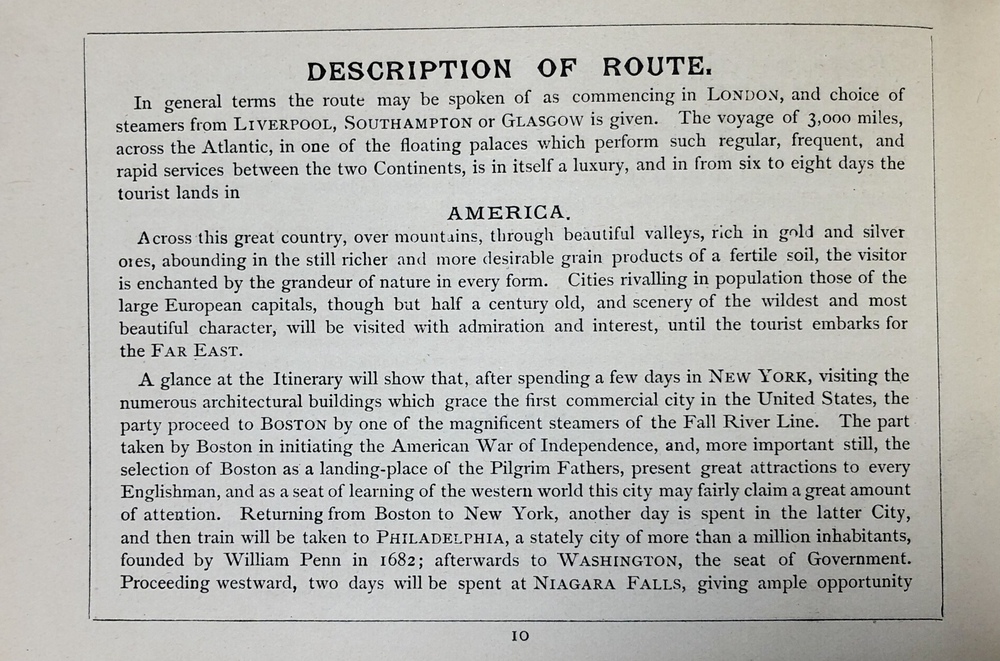 DESCRIPTION OF ROUTE.
In general terms the route may be spoken of as commencing in LONDON, and choice of
steamers from LIVERPOOL, SOUTHAMPTON or GLASGOW is given. The voyage of 3,000 miles,
across the Atlantic, in one of the floating palaces which perform such regular, frequent, and
rapid services between the two Continents, is in itself a luxury, and in from six to eight days the
tourist lands in
AMERICA.
Across this great country, over mountains, through beautiful valleys, rich in gold and silver
ores, abounding in the still richer and more desirable grain products of a fertile soil, the visitor
is enchanted by the grandeur of nature in every form. Cities rivalling in population those of the
large European capitals, though but half a century old, and scenery of the wildest and most
beautiful character, will be visited with admiration and interest, until the tourist embarks for
the FAR EAST.
A glance at the Itinerary will show that, after spending a few days in NEW YORK, visiting the
numerous architectural buildings which grace the first commercial city in the United States, the
party proceed to BOSTON by one of the magnificent steamers of the Fall River Line. The part
taken by Boston in initiating the American War of Independence, and, more important still, the
selection of Boston as a landing-place of the Pilgrim Fathers, present great attractions to every
Englishman, and as a seat of learning of the western world this city may fairly claim a great amount
of attention. Returning from Boston to New York, another day is spent in the latter City,
and then train will be taken to PHILADELPHIA, a stately city of more than a million inhabitants,
founded by William Penn in 1682; afterwards to WASHINGTON, the seat of Government.
Proceeding westward, two days will be spent at NIAGARA FALLS, giving ample opportunity
10